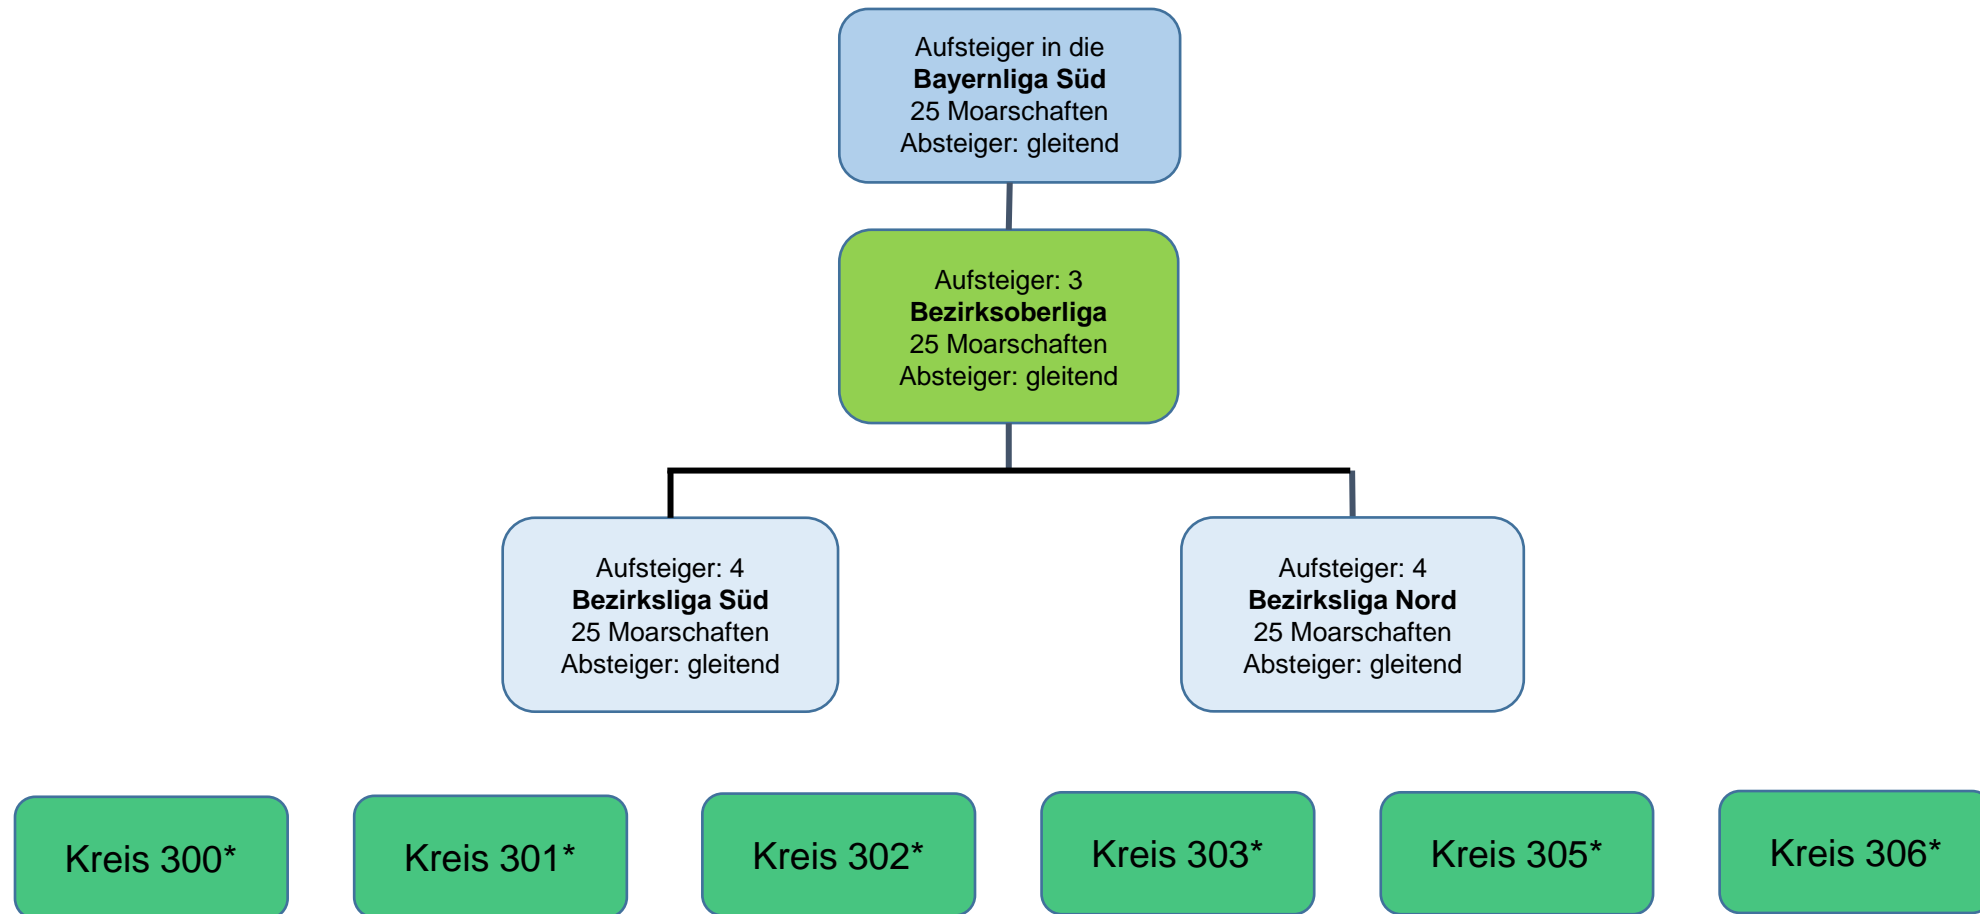 Aufsteiger in die
Bayernliga Süd
25 Moarschaften
Absteiger: gleitend
Aufsteiger: 3
Bezirksoberliga
25 Moarschaften
Absteiger: gleitend
Aufsteiger: 4
Bezirksliga Süd
25 Moarschaften
Absteiger: gleitend
Aufsteiger: 4
Bezirksliga Nord
25 Moarschaften
Absteiger: gleitend
Kreis 300*
Kreis 301*
Kreis 302*
Kreis 303*
Kreis 305*
Kreis 306*